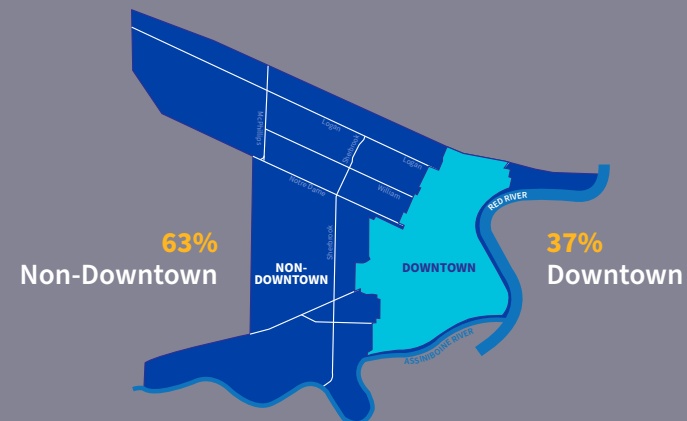 McPhillips
Logan
Sherbrook
Logan
Notre Dame
William
RED RIVER
Sherbrook
63%
Non-Downtown
NON-
DOWNTOWN
DOWNTOWN
37%
Downtown
ASSINIBOINE RIVER